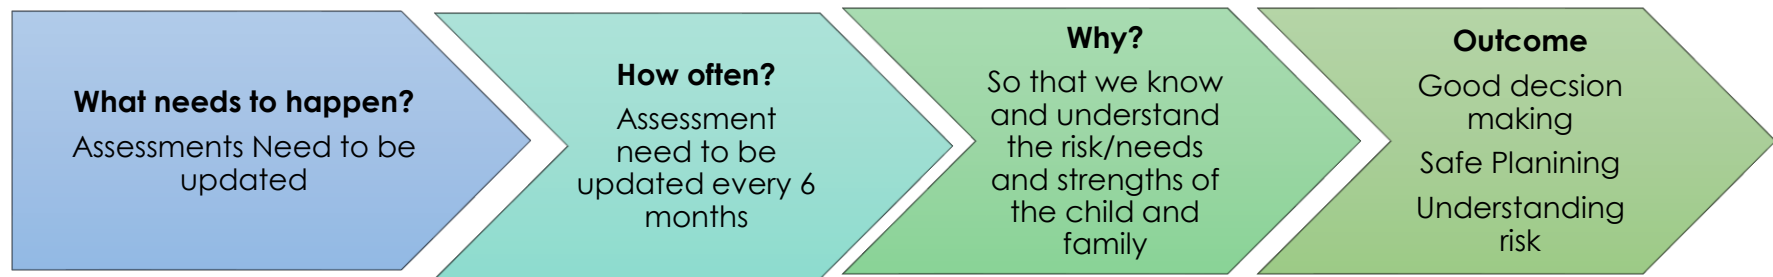 What needs to happen?
Assessments Need to be
updated
How often?
Assessment
need to be
updated every 6
months
Why?
So that we know
and understand
the risk/needs
and strengths of
the child and
family
Outcome
Good decsion
making
Safe Planining
Understanding
risk